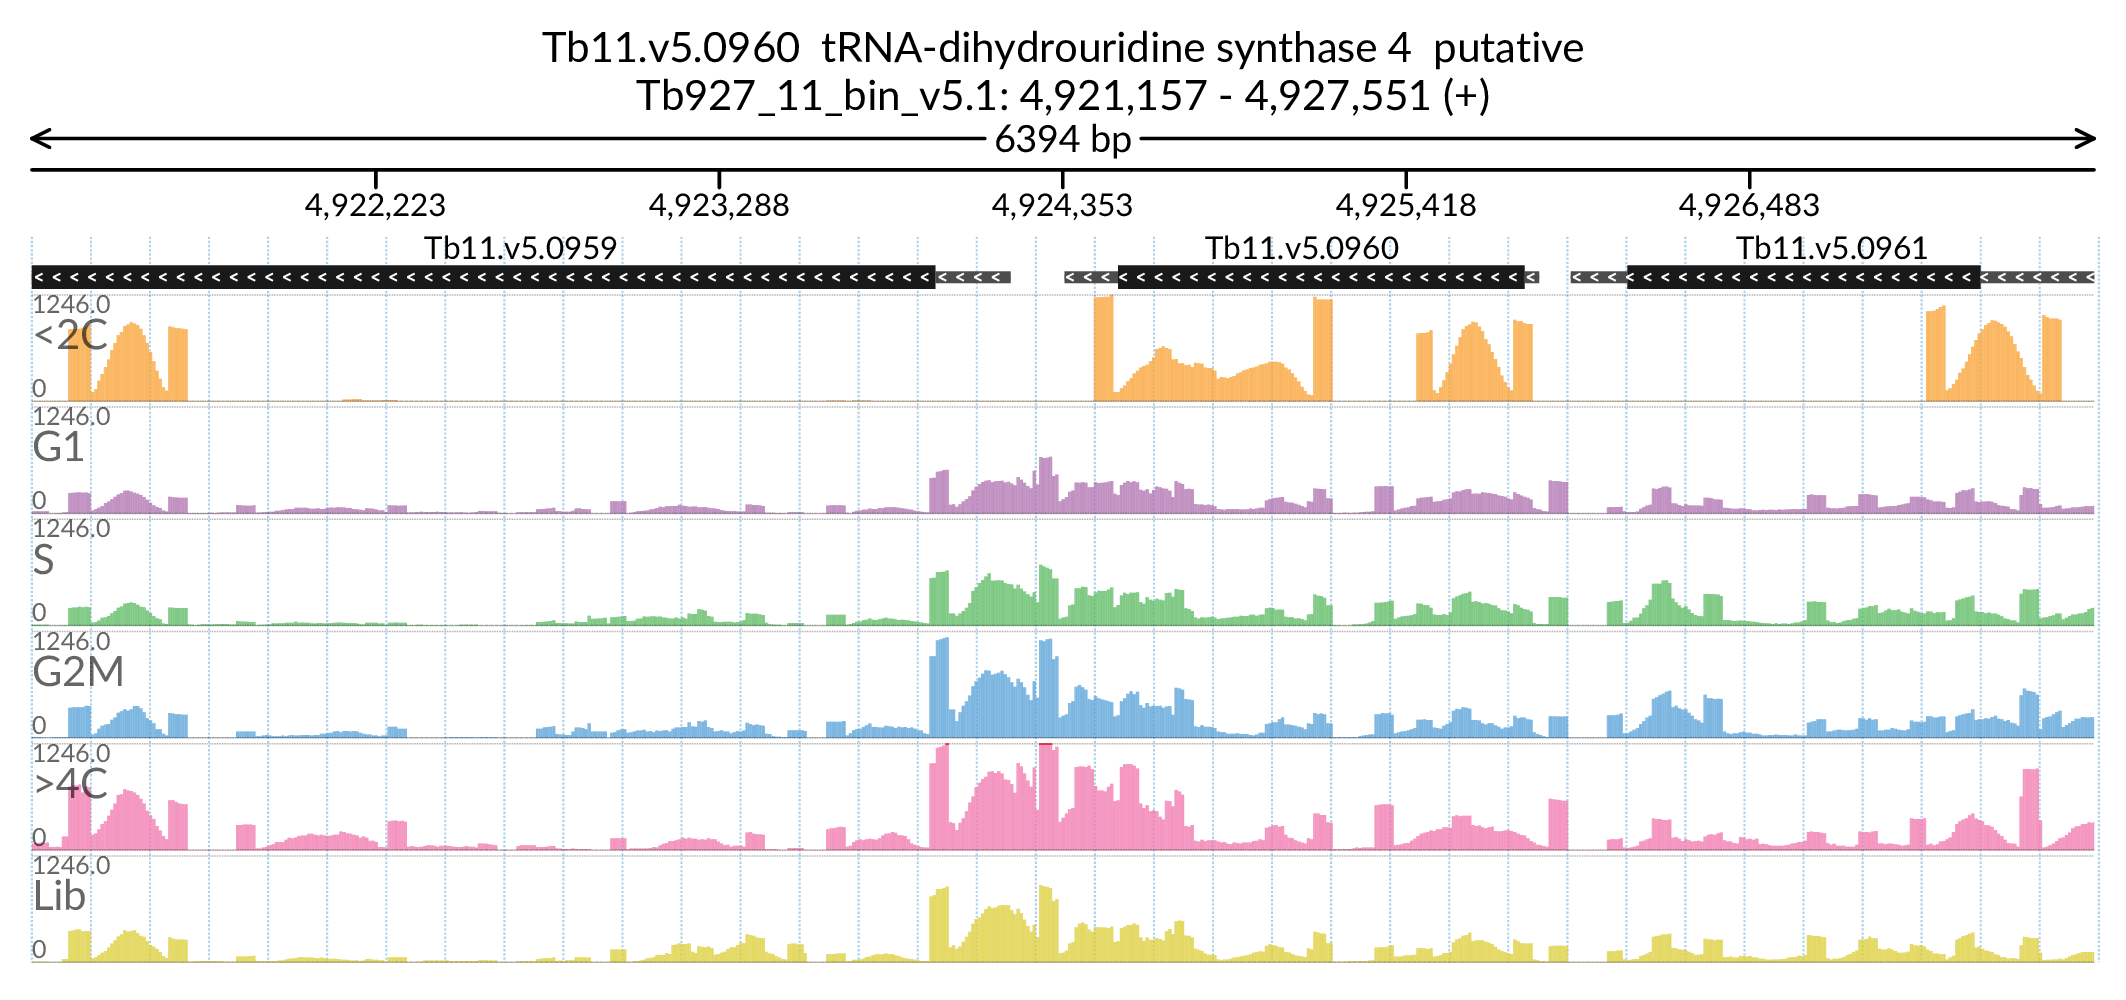 Tb11.v5.0960 tRNA-dihydrouridine synthase 4 putative
Tb927_11_bin_v5.1: 4,921,157 - 4,927,551 (+)
6394 bp
4,922,223 4,923,288 4,924,353 4,925,418 4,926,483
Tb11.v5.0959 Tb11.v5.0960 Tb11.v5.0961
1246.0
<2C
0
1246.0
G1
0
1246.0
S
0
1246.0
G2M
0
1246.0
>4C
0
1246.0
Lib
0